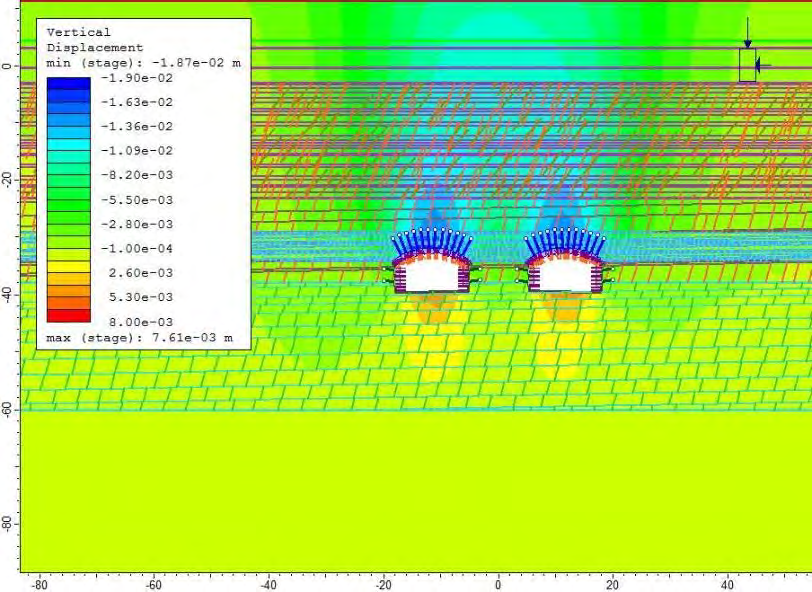 Vertical
Displacement
min (stage): -1.87e-02 m
-1.90e-02
-1.63e-02
-1.36e-02
-1.09e-02
-8.20e-03
-5.50e-03
-2.80e-03
-1.00e-04
2.60e-03
5.30e-03
8.00e-03
max (stage): 7.61e-03 m
0
-20
-40
-60
-80
-80 -60 -40 -20 0 20 40